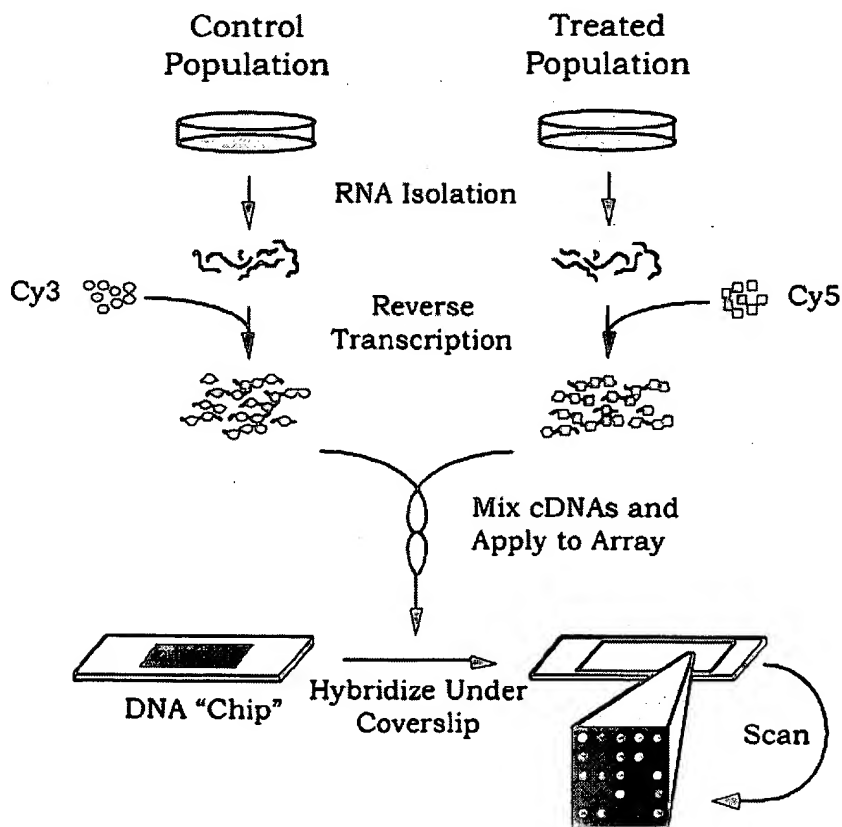 Control
Population
Treated
Population
RNA Isolation
Cy3
Reverse
Transcription
Cy5
Mix cDNAs and
Apply to Array
DNA “Chip”
Hybridize Under
Coverslip
Scan